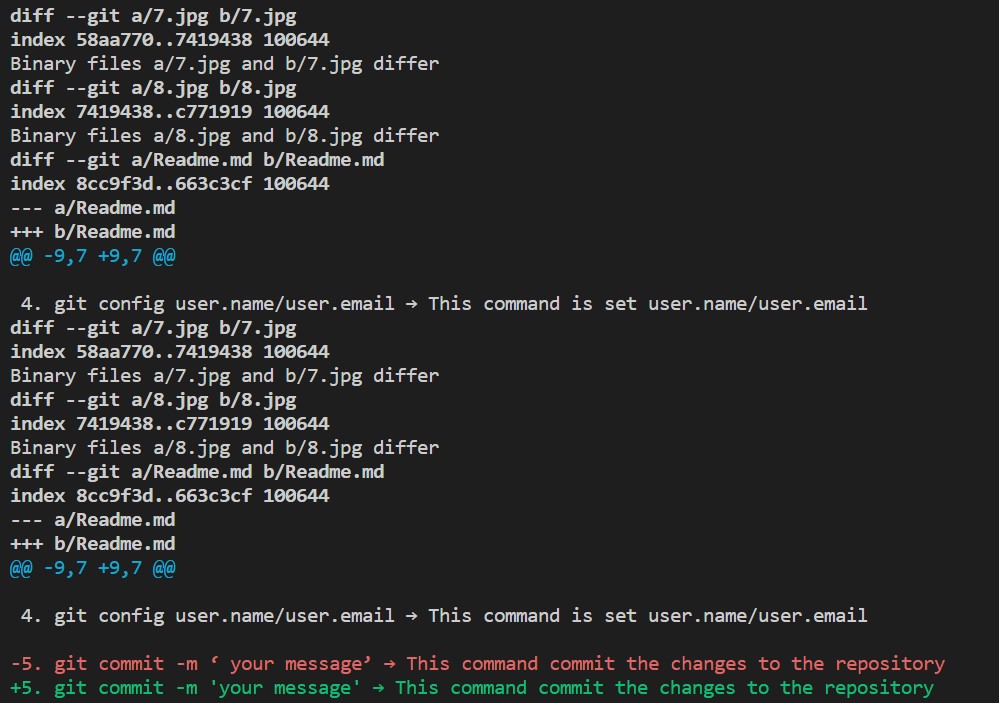 diff --git a/7.jpg b/7.jpg
index 58aa770..7419438 100644
Binary files a/7.jpg and b/7.jpg differ
diff --git a/8.jpg b/8.jpg
index 7419438..c771919 100644
Binary files a/8.jpg and b/8.jpg differ
diff --git a/Readme.md b/Readme.md
index 8cc9f3d..663c3cf 100644
--- a/Readme.md
+++ b/Readme.md
@@ -9,7 +9,7 @@
4. git config user.name/user.email → This command is set user.name/user.email
diff --git a/7.jpg b/7.jpg
index 58aa770..7419438 100644
Binary files a/7.jpg and b/7.jpg differ
diff --git a/8.jpg b/8.jpg
index 7419438..c771919 100644
Binary files a/8.jpg and b/8.jpg differ
diff --git a/Readme.md b/Readme.md
index 8cc9f3d..663c3cf 100644
--- a/Readme.md
+++ b/Readme.md
@@ -9,7 +9,7 @@
4. git config user.name/user.email → This command is set user.name/user.email
-5. git commit -m ‘ your message’ → This command commit the changes to the repository
+5. git commit -m 'your message' → This command commit the changes to the repository